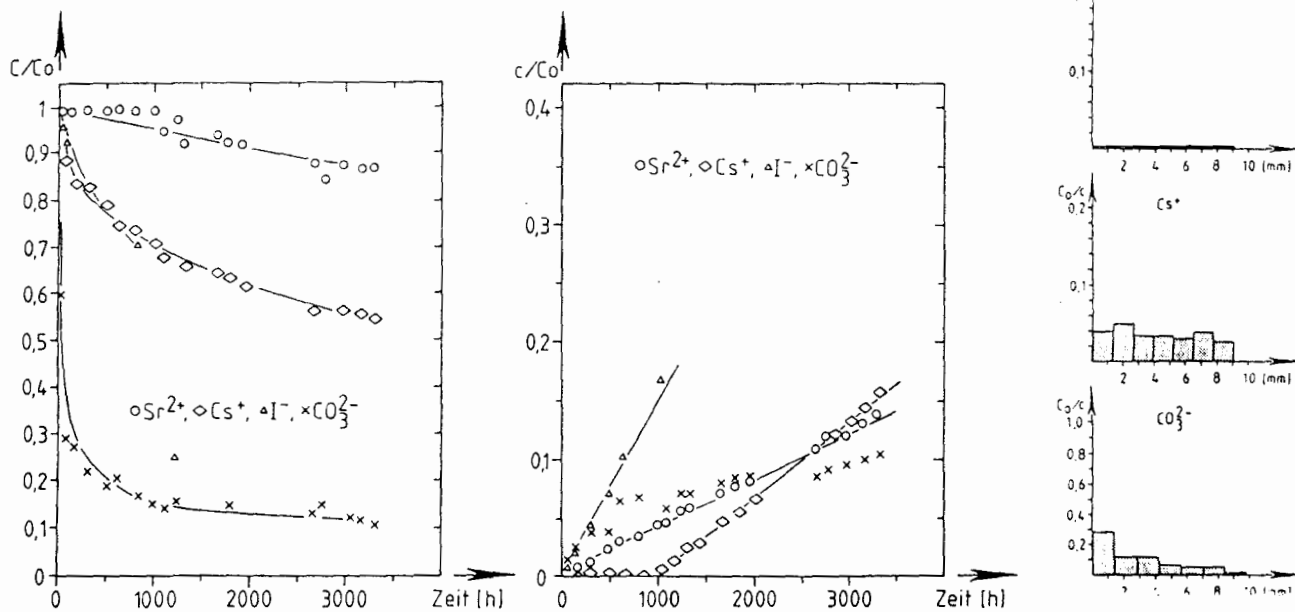 C/Co
1
0,9
0,8
0,7
0,6
0,5
0,4
0,3
0,2
0,1
0
○Sr²⁺, ◇Cs⁺, △I⁻, ×CO₃²⁻
0 1000 2000 3000 Zeit [h]
c/Co
0,4
0,3
0,2
0,1
0
○Sr²⁺, ◇Cs⁺, △I⁻, ×CO₃²⁻
0 1000 2000 3000 Zeit [h]
0,1
2 4 6 8 10 (mm)
C₀/c
Cs⁺
0,2
0,1
2 4 6 8 10 (mm)
C₀/c
CO₃²⁻
1,0
0,8
0,6
0,4
0,2